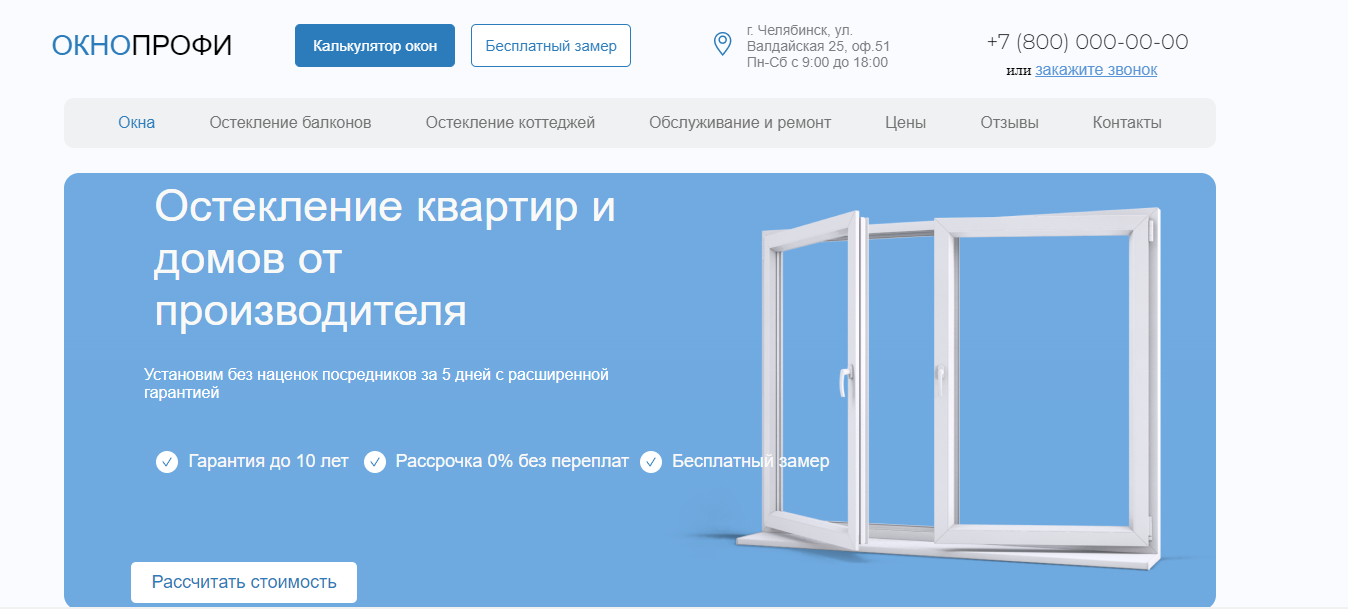 ОКНОПРОФИ
Калькулятор окон
Бесплатный замер
г. Челябинск, ул.
Валдайская 25, оф.51
Пн-Сб с 9:00 до 18:00
+7 (800) 000-00-00
или закажите звонок
Окна Остекление балконов Остекление коттеджей Обслуживание и ремонт Цены Отзывы Контакты
Остекление квартир и
домов от
производителя
Установим без наценок посредников за 5 дней с расширенной
гарантией
Гарантия до 10 лет Рассрочка 0% без переплат Бесплатный замер
Рассчитать стоимость